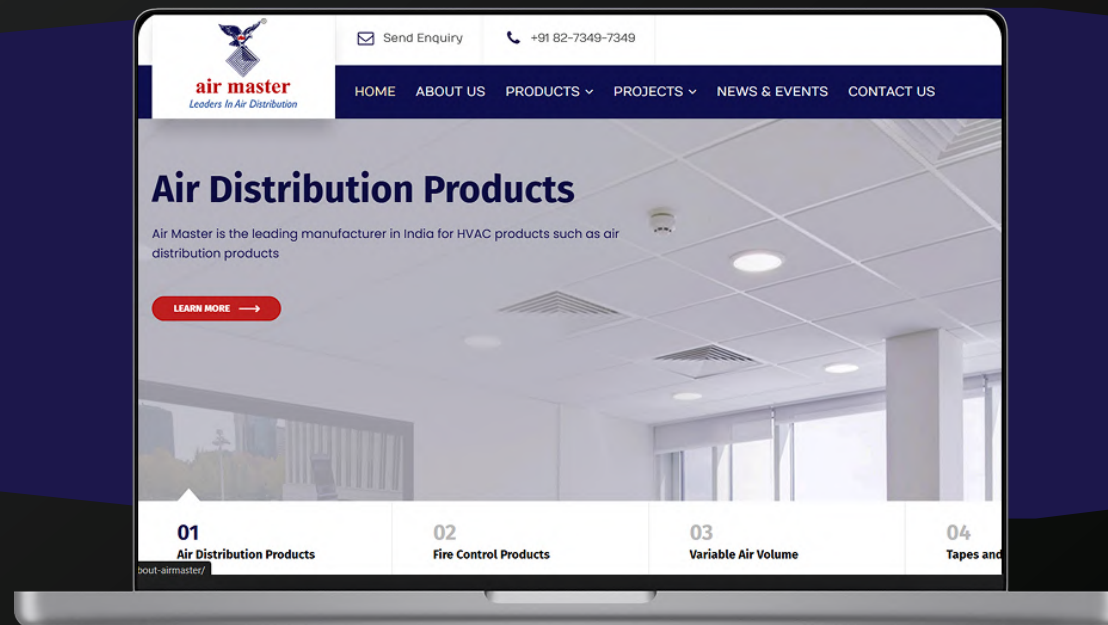 ®
air master
Leaders In Air Distribution
Send Enquiry
+91 82-7349-7349
HOME
ABOUT US
PRODUCTS
PROJECTS
NEWS & EVENTS
CONTACT US
Air Distribution Products
Air Master is the leading manufacturer in India for HVAC products such as air
distribution products
LEARN MORE
01
Air Distribution Products
02
Fire Control Products
03
Variable Air Volume
04
Tapes and
bout-airmaster/